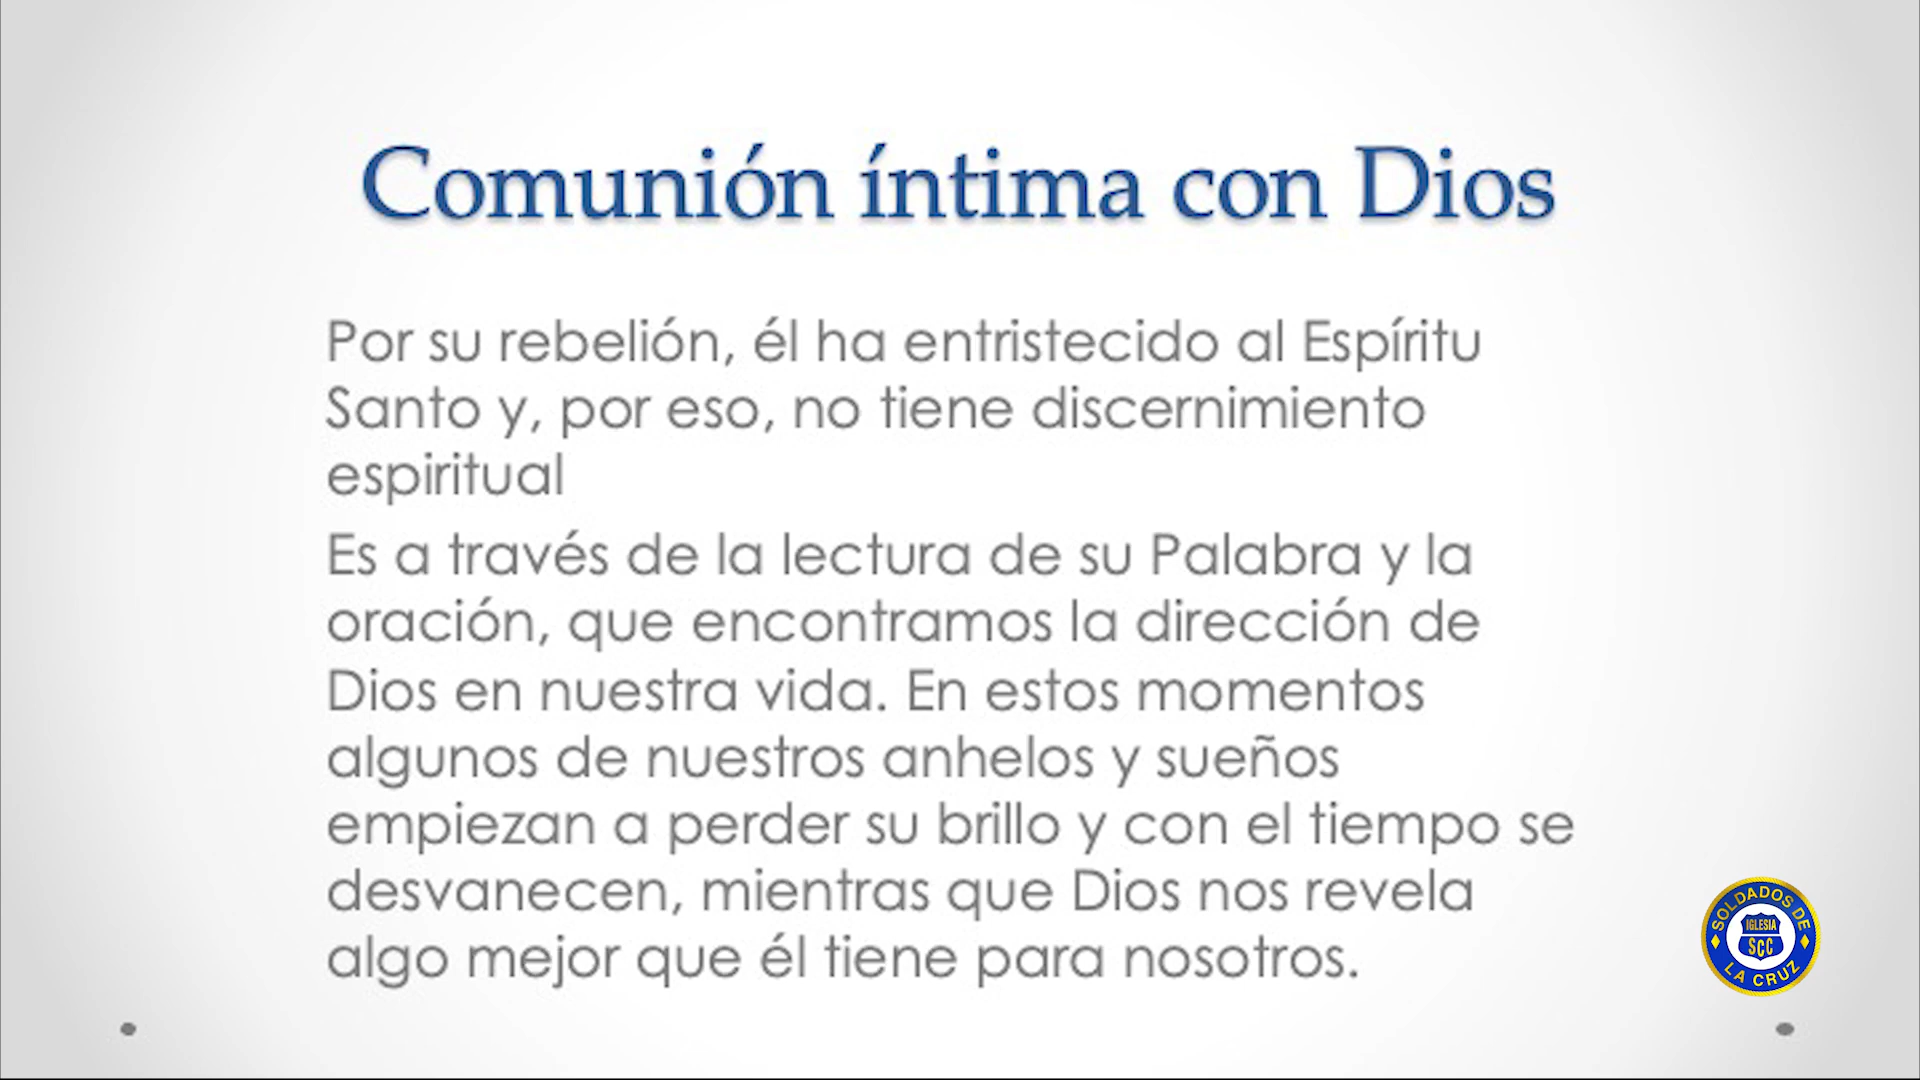 Comunión íntima con Dios
Por su rebelión, él ha entristecido al Espíritu
Santo y, por eso, no tiene discernimiento
espiritual
Es a través de la lectura de su Palabra y la
oración, que encontramos la dirección de
Dios en nuestra vida. En estos momentos
algunos de nuestros anhelos y sueños
empiezan a perder su brillo y con el tiempo se
desvanecen, mientras que Dios nos revela
algo mejor que él tiene para nosotros.
SOLDADOS DE
IGLESIA
SCC
LA CRUZ